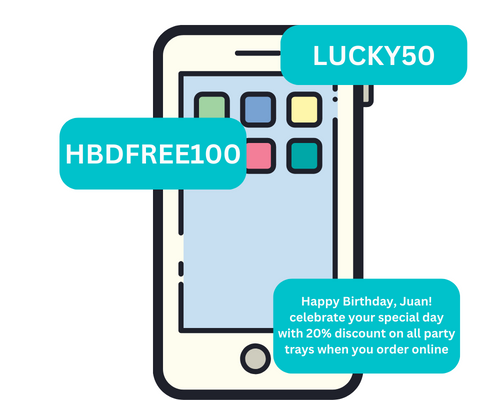 LUCKY50
HBDFREE100
Happy Birthday, Juan!
celebrate your special day
with 20% discount on all party
trays when you order online